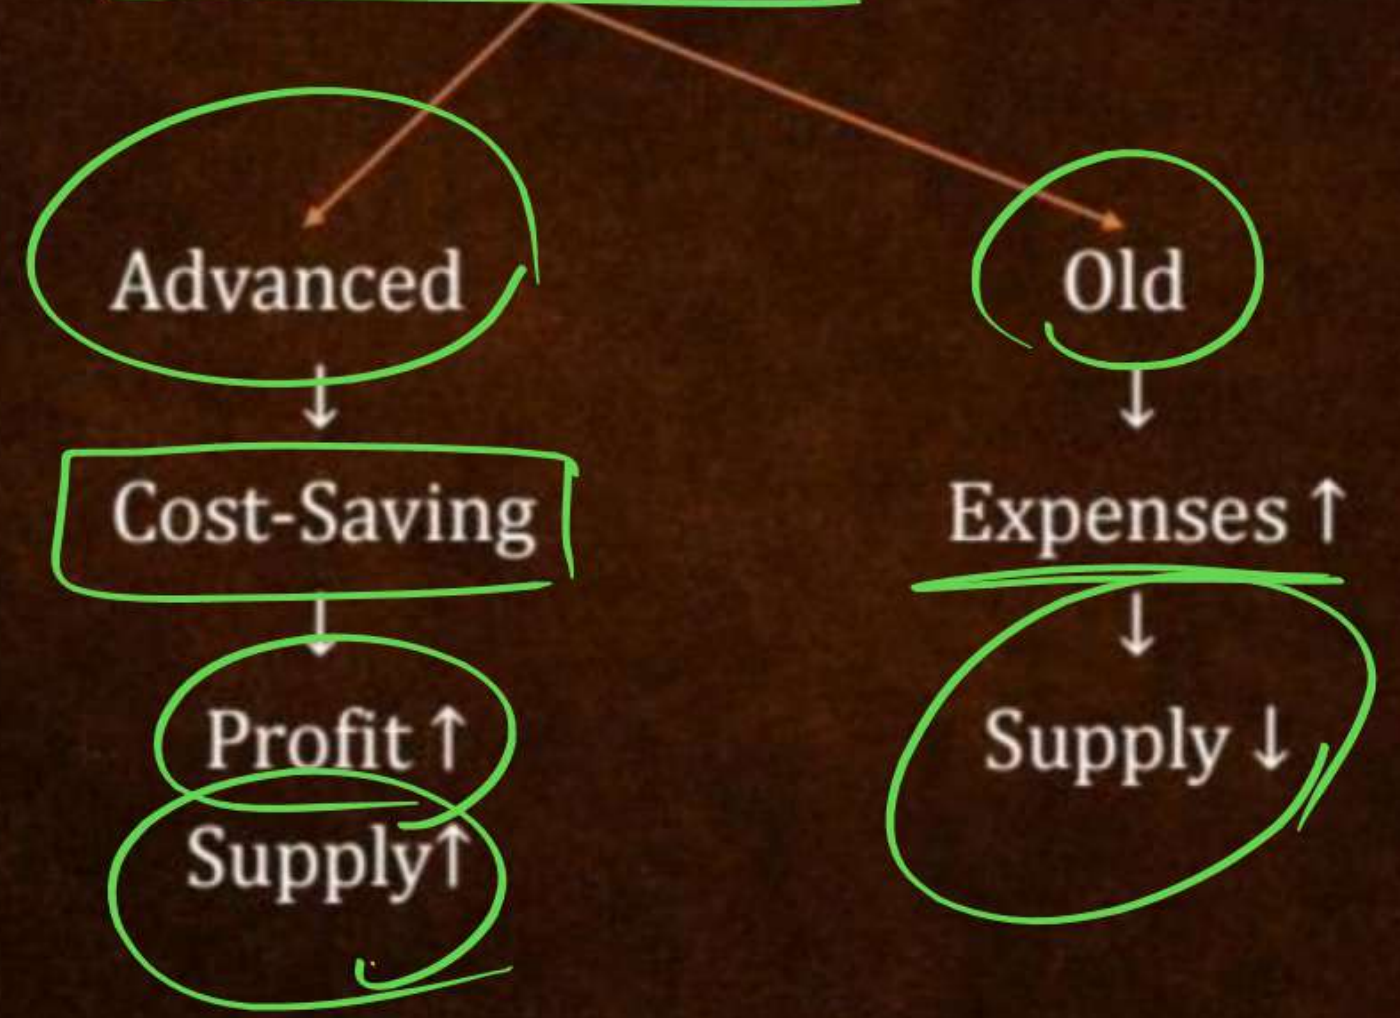 Advanced
Old
↓
↓
Cost-Saving
Expenses ↑
↓
↓
Profit ↑
Supply ↓
Supply↑